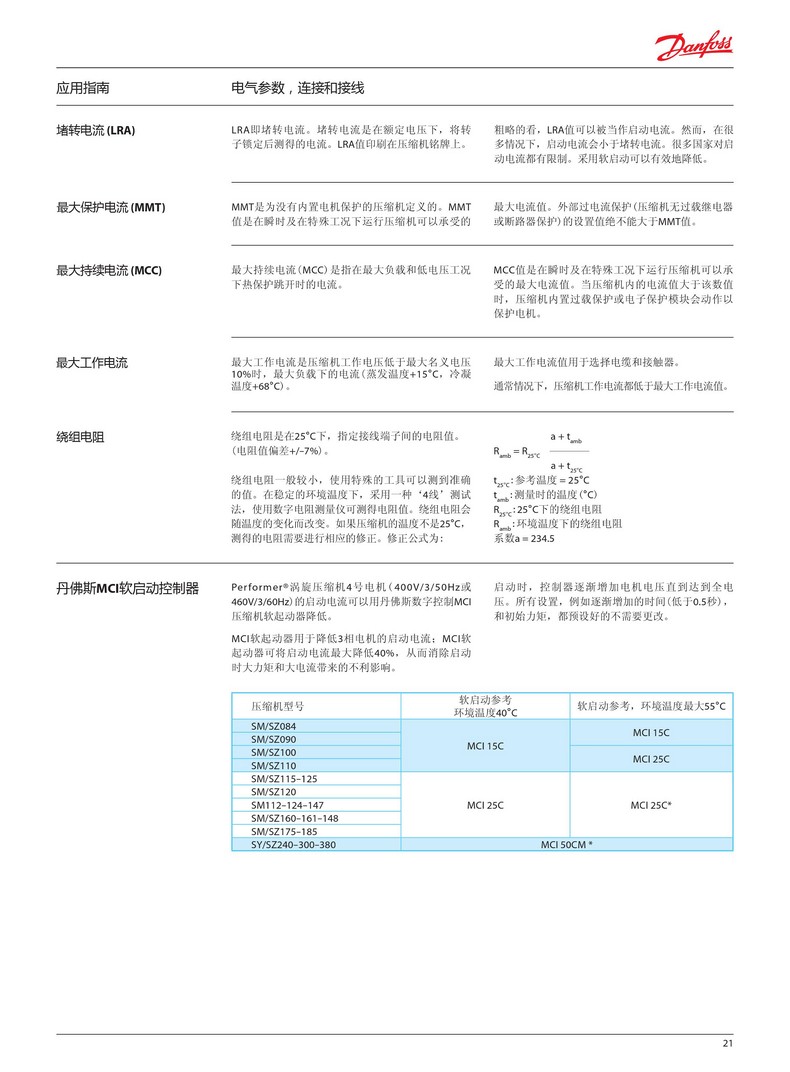 Danfoss
应用指南
电气参数，连接和接线
堵转电流 (LRA)
LRA即堵转电流。堵转电流是在额定电压下，将转
子锁定后测得的电流。LRA值印刷在压缩机铭牌上。
粗略的看，LRA值可以被当作启动电流。然而，在很
多情况下，启动电流会小于堵转电流。很多国家对启
动电流都有限制。采用软启动可以有效地降低。
最大保护电流 (MMT)
MMT是为没有内置电机保护的压缩机定义的。MMT
值是在瞬时及在特殊工况下运行压缩机可以承受的
最大电流值。外部过电流保护(压缩机无过载继电器
或断路器保护)的设置值绝不能大于MMT值。
最大持续电流 (MCC)
最大持续电流(MCC)是指在最大负载和低电压工况
下热保护跳开时的电流。
MCC值是在瞬时及在特殊工况下运行压缩机可以承
受的最大电流值。当压缩机内的电流值大于该数值
时，压缩机内置过载保护或电子保护模块会动作以
保护电机。
最大工作电流
最大工作电流是压缩机工作电压低于最大名义电压
10%时，最大负载下的电流(蒸发温度+15°C，冷凝
温度+68°C)。
最大工作电流值用于选择电缆和接触器。
通常情况下，压缩机工作电流都低于最大工作电流值。
绕组电阻
绕组电阻是在25°C下，指定接线端子间的电阻值。
(电阻值偏差+/–7%)。
绕组电阻一般较小，使用特殊的工具可以测到准确
的值。在稳定的环境温度下，采用一种‘4线’测试
法，使用数字电阻测量仪可测得电阻值。绕组电阻会
随温度的变化而改变。如果压缩机的温度不是25°C，
测得的电阻需要进行相应的修正。修正公式为：
a + tamb
Ramb = R25°C
a + t25°C
t25°C：参考温度 = 25°C
tamb：测量时的温度(°C)
R25°C：25°C下的绕组电阻
Ramb：环境温度下的绕组电阻
系数a = 234.5
丹佛斯MCI软启动控制器
Performer®涡旋压缩机4号电机(400V/3/50Hz或
460V/3/60Hz)的启动电流可以用丹佛斯数字控制MCI
压缩机软起动器降低。
MCI软起动器用于降低3相电机的启动电流；MCI软
起动器可将启动电流最大降低40%，从而消除启动
时大力矩和大电流带来的不利影响。
启动时，控制器逐渐增加电机电压直到达到全电
压。所有设置，例如逐渐增加的时间(低于0.5秒)，
和初始力矩，都预设好的不需要更改。
压缩机型号
软启动参考
环境温度40°C
软启动参考，环境温度最大55°C
SM/SZ084
SM/SZ090
SM/SZ100
SM/SZ110
MCI 15C
MCI 15C
MCI 25C
SM/SZ115–125
SM/SZ120
SM112–124–147
SM/SZ160–161–148
SM/SZ175–185
MCI 25C
MCI 25C*
SY/SZ240–300–380
MCI 50CM *
21